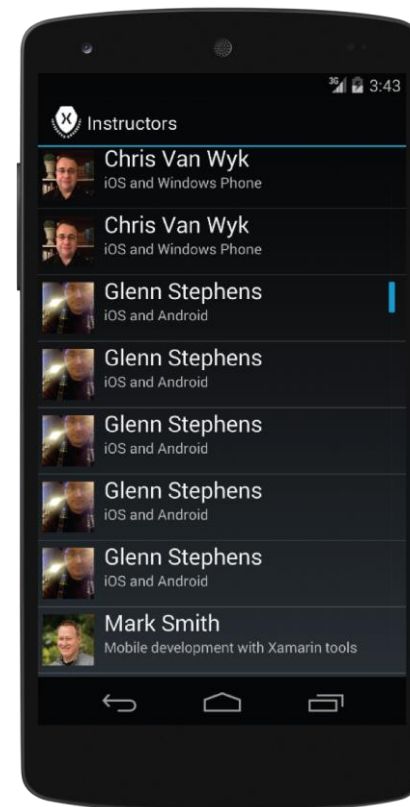 3G 3:43
X Instructors
Chris Van Wyk
iOS and Windows Phone
Chris Van Wyk
iOS and Windows Phone
Glenn Stephens
iOS and Android
Glenn Stephens
iOS and Android
Glenn Stephens
iOS and Android
Glenn Stephens
iOS and Android
Glenn Stephens
iOS and Android
Mark Smith
Mobile development with Xamarin tools